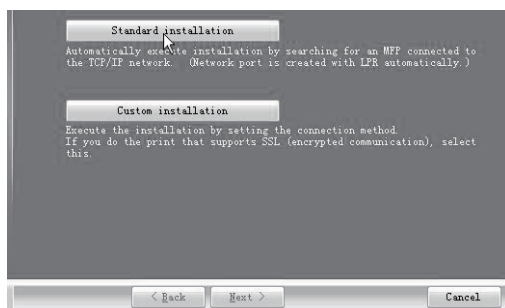 Standard installation
Automatically execute installation by searching for an MFP connected to
the TCP/IP network. (Network port is created with LPR automatically.)
Custom installation
Execute the installation by setting the connection method.
If you do the print that supports SSL (encrypted communication), select
this.
< Back
Next >
Cancel